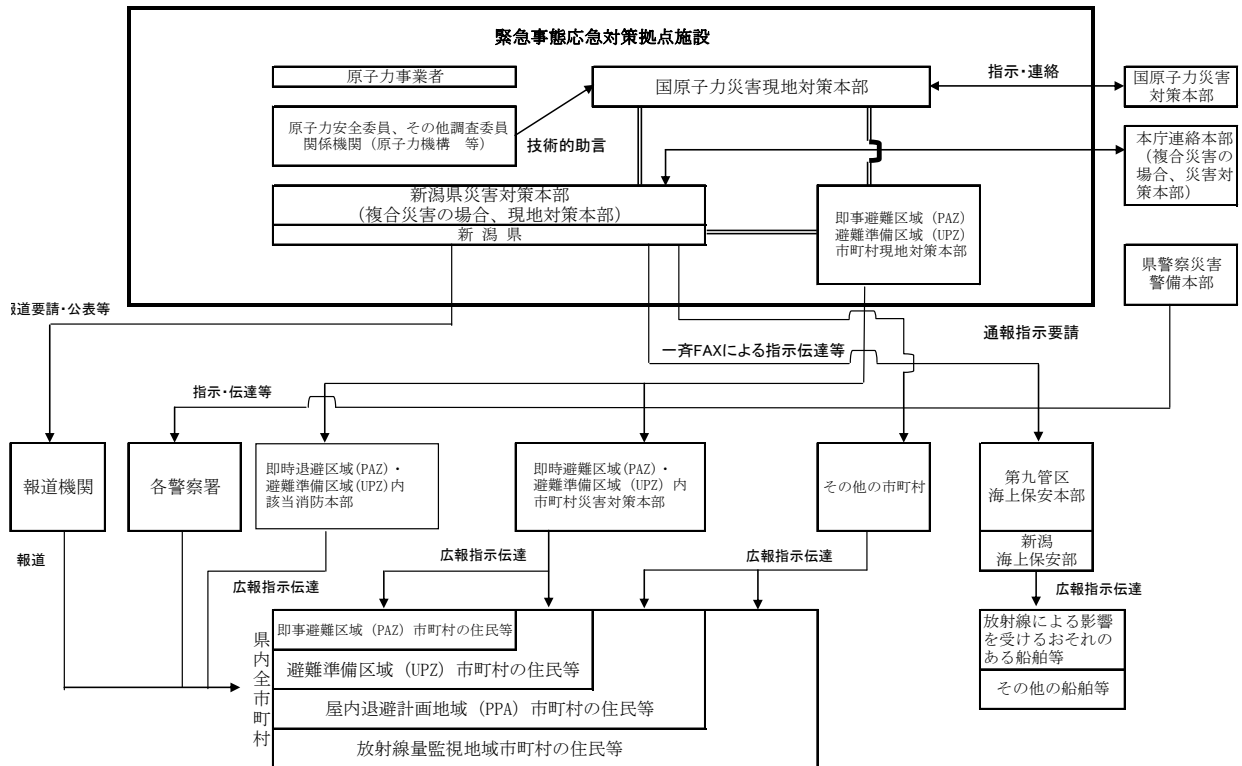 緊急事態応急対策拠点施設
原子力事業者
国原子力災害現地対策本部
指示・連絡
国原子力災害
対策本部
原子力安全委員、その他調査委員
関係機関（原子力機構　等）
技術的助言
本庁連絡本部
（複合災害の
場合、災害対
策本部）
新潟県災害対策本部
（複合災害の場合、現地対策本部）
新 潟 県
即事避難区域（PAZ）
避難準備区域（UPZ）
市町村現地対策本部
県警察災害
警備本部
報道要請・公表等
通報指示要請
一斉FAXによる指示伝達等
指示・伝達等
報道機関
各警察署
即時退避区域(PAZ)・
避難準備区域(UPZ)内
該当消防本部
即時避難区域(PAZ)・
避難準備区域（UPZ）内
市町村災害対策本部
その他の市町村
第九管区
海上保安本部
新潟
海上保安部
報道
広報指示伝達
広報指示伝達
広報指示伝達
広報指示伝達
県内全市町村
即事避難区域（PAZ）市町村の住民等
避難準備区域（UPZ）市町村の住民等
屋内退避計画地域（PPA）市町村の住民等
放射線量監視地域市町村の住民等
放射線による影響
を受けるおそれの
ある船舶等
その他の船舶等